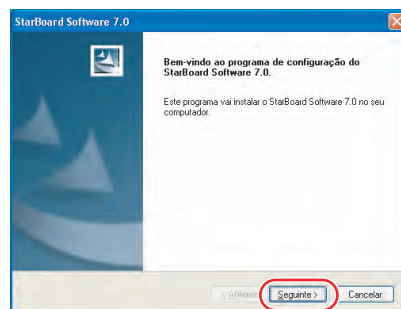 StarBoard Software 7.0
Bem-vindo ao programa de configuração do
StarBoard Software 7.0.
Este programa vai instalar o StarBoard Software 7.0 no seu
computador.
Seguinte >
Cancelar